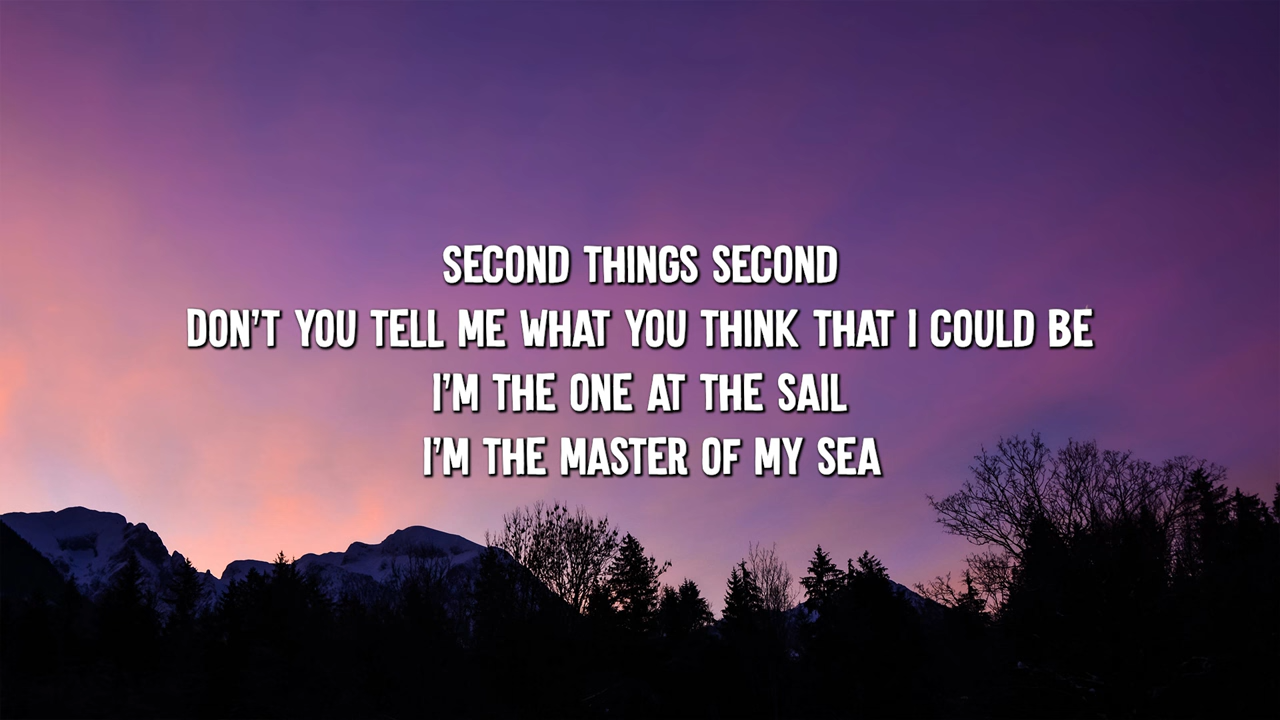 SECOND THINGS SECOND
DON'T YOU TELL ME WHAT YOU THINK THAT I COULD BE
I'M THE ONE AT THE SAIL
I'M THE MASTER OF MY SEA